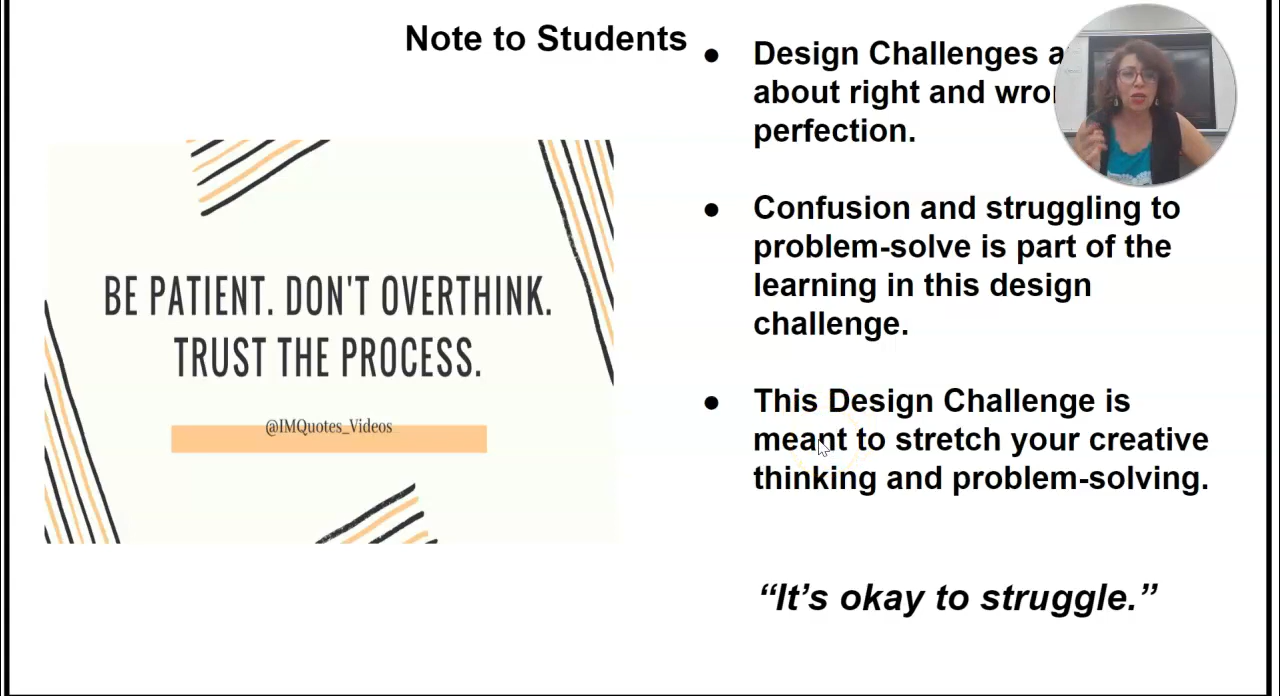 Note to Students
BE PATIENT. DON'T OVERTHINK.
TRUST THE PROCESS.
@IMQuotes_Videos
● Design Challenges
about right and
perfection.
● Confusion and struggling to
problem-solve is part of the
learning in this design
challenge.
● This Design Challenge is
meant to stretch your creative
thinking and problem-solving.
“It’s okay to struggle.”